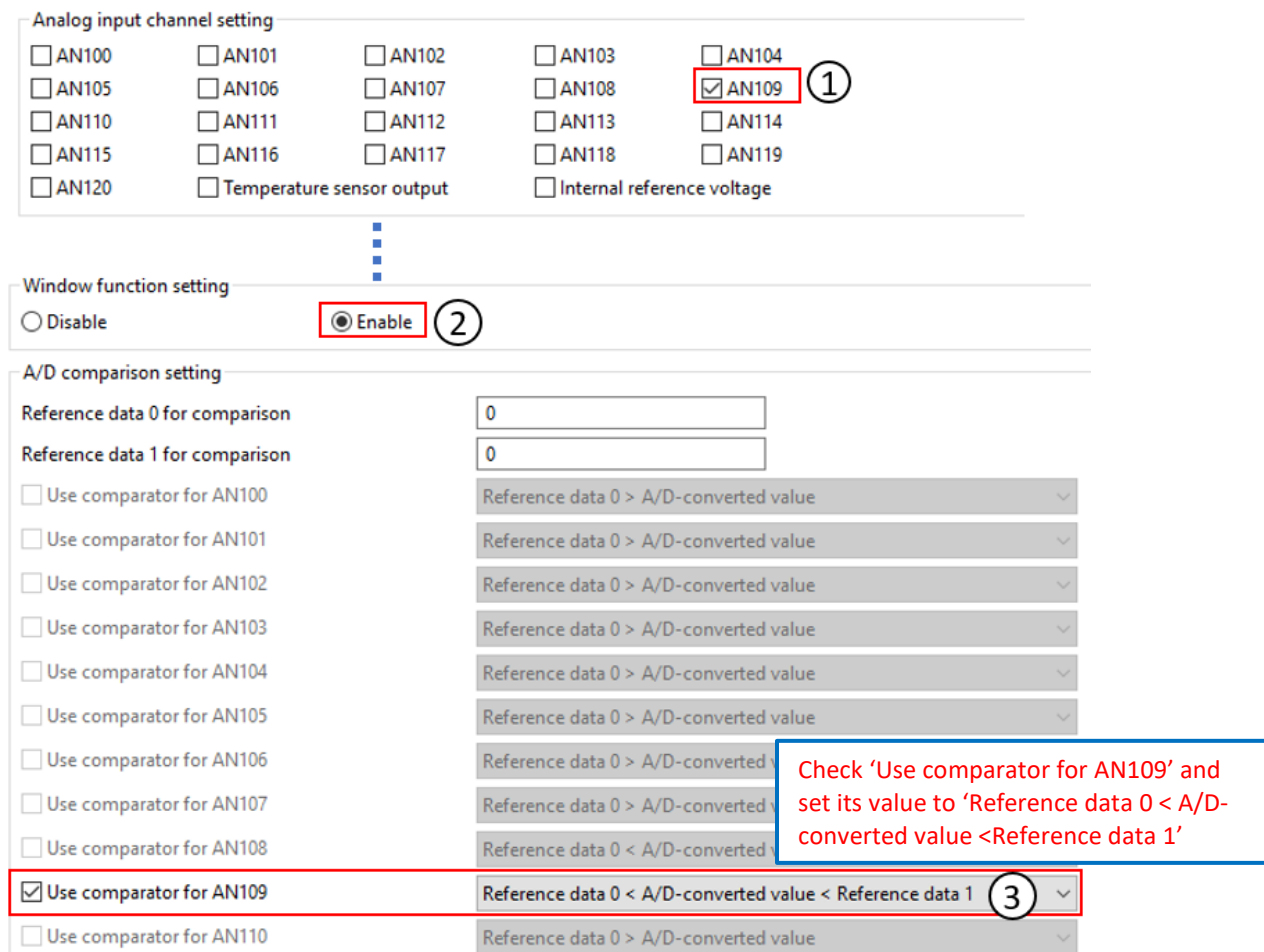 Analog input channel setting
AN100 AN101 AN102 AN103 AN104
AN105 AN106 AN107 AN108 AN109 1
AN110 AN111 AN112 AN113 AN114
AN115 AN116 AN117 AN118 AN119
AN120 Temperature sensor output Internal reference voltage
Window function setting
Disable Enable 2
A/D comparison setting
Reference data 0 for comparison 0
Reference data 1 for comparison 0
Use comparator for AN100 Reference data 0 > A/D-converted value
Use comparator for AN101 Reference data 0 > A/D-converted value
Use comparator for AN102 Reference data 0 > A/D-converted value
Use comparator for AN103 Reference data 0 > A/D-converted value
Use comparator for AN104 Reference data 0 > A/D-converted value
Use comparator for AN105 Reference data 0 > A/D-converted value
Use comparator for AN106 Reference data 0 > A/D-converted
Use comparator for AN107 Reference data 0 > A/D-converted
Use comparator for AN108 Reference data 0 < A/D-converted
Check ‘Use comparator for AN109’ and
set its value to ‘Reference data 0 < A/D-
converted value <Reference data 1’
Use comparator for AN109 Reference data 0 < A/D-converted value < Reference data 1 3
Use comparator for AN110 Reference data 0 > A/D-converted value